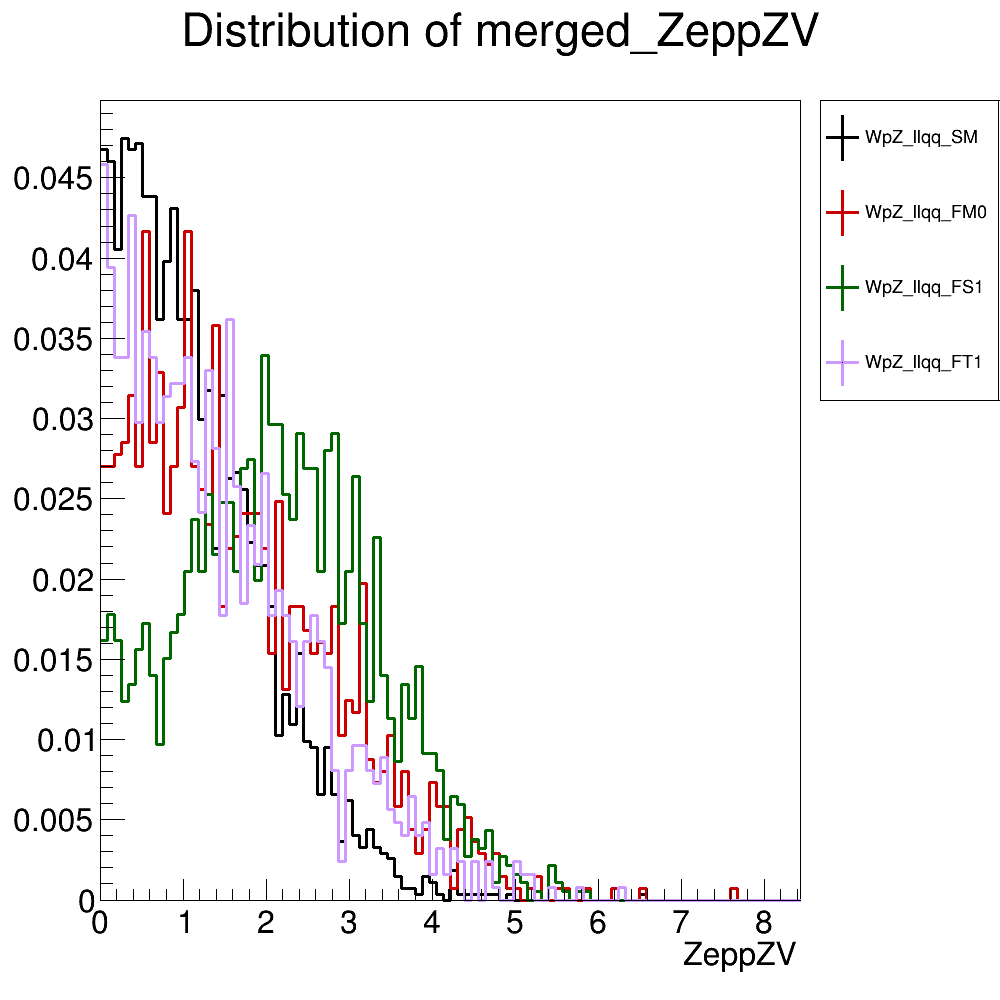 Distribution of merged_ZeppZV
WpZ_llqq_SM
WpZ_llqq_FM0
WpZ_llqq_FS1
WpZ_llqq_FT1
0.045
0.04
0.035
0.03
0.025
0.02
0.015
0.01
0.005
0
0 1 2 3 4 5 6 7 8
ZeppZV